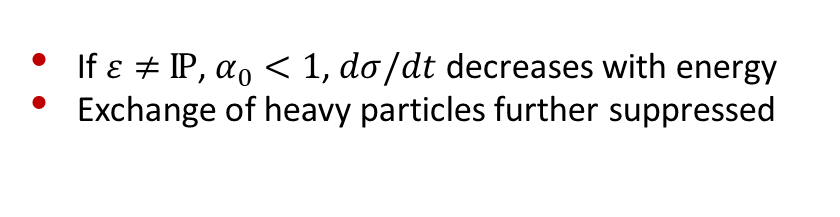 • If 𝜀 ≠ ℙ, 𝛼₀ < 1, 𝑑𝜎/𝑑𝑡 decreases with energy
• Exchange of heavy particles further suppressed